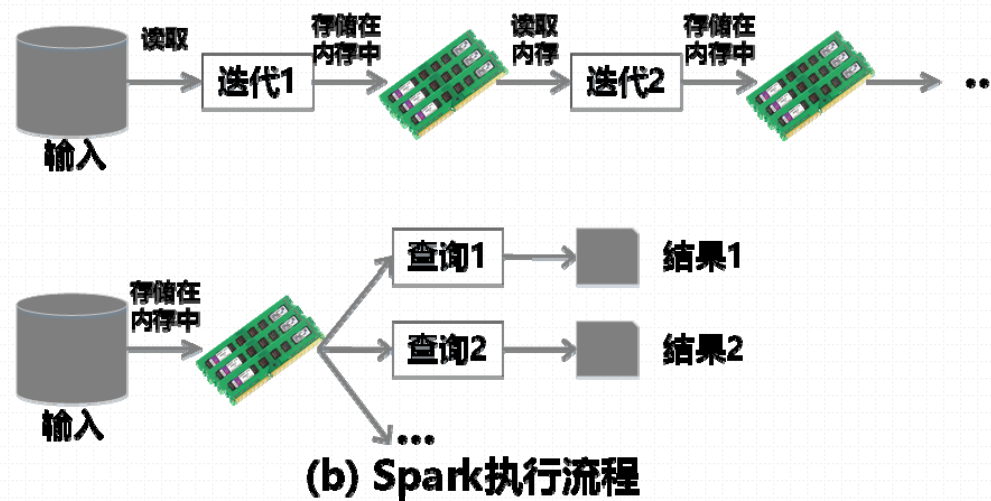 读取
存储在
内存中
读取
内存
存储在
内存中
迭代1
迭代2
••
输入
查询1
结果1
存储在
内存中
查询2
结果2
输入
•••
(b) Spark执行流程